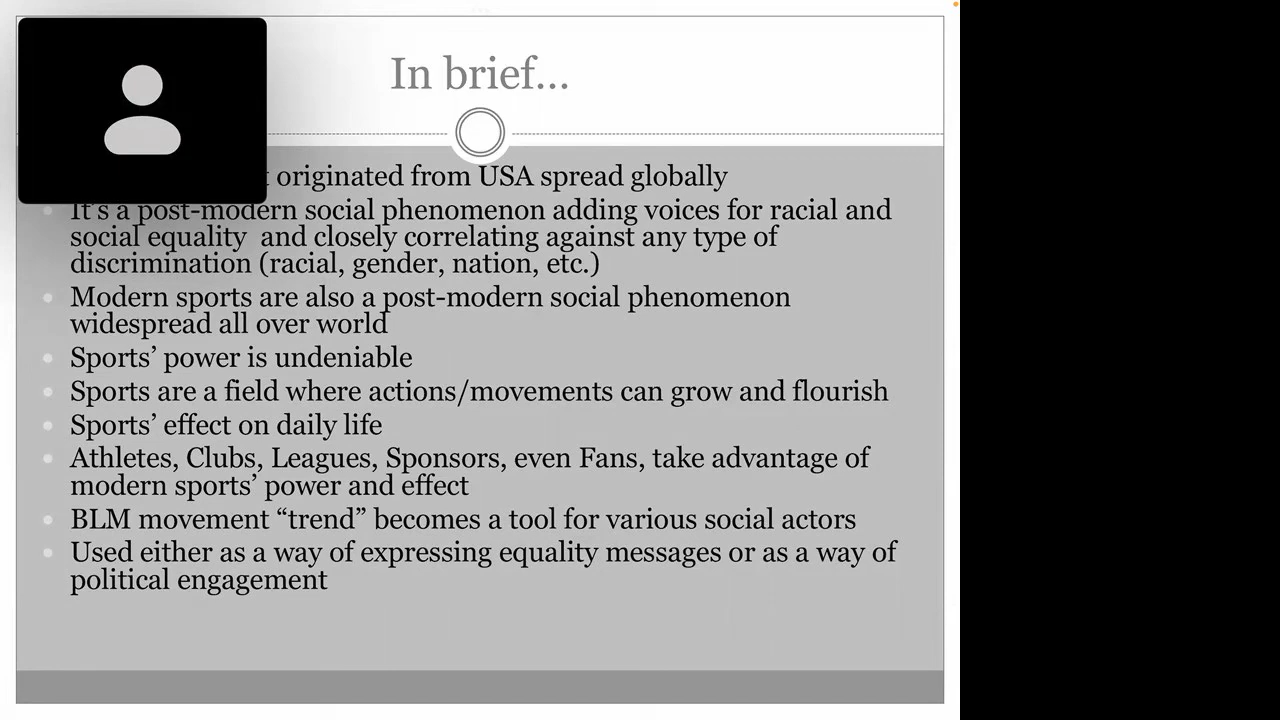 In brief...
originated from USA spread globally
It's a post-modern social phenomenon adding voices for racial and
social equality  and closely correlating against any type of
discrimination (racial, gender, nation, etc.)
Modern sports are also a post-modern social phenomenon
widespread all over world
Sports' power is undeniable
Sports are a field where actions/movements can grow and flourish
Sports' effect on daily life
Athletes, Clubs, Leagues, Sponsors, even Fans, take advantage of
modern sports' power and effect
BLM movement “trend” becomes a tool for various social actors
Used either as a way of expressing equality messages or as a way of
political engagement